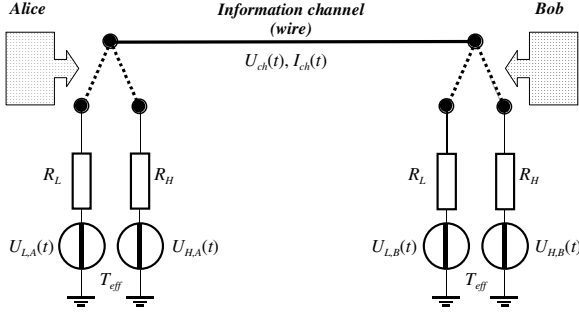 Alice
Information channel
(wire)
Bob
U_ch(t), I_ch(t)
R_L
R_H
R_L
R_H
U_L,A(t)
U_H,A(t)
U_L,B(t)
U_H,B(t)
T_eff
T_eff